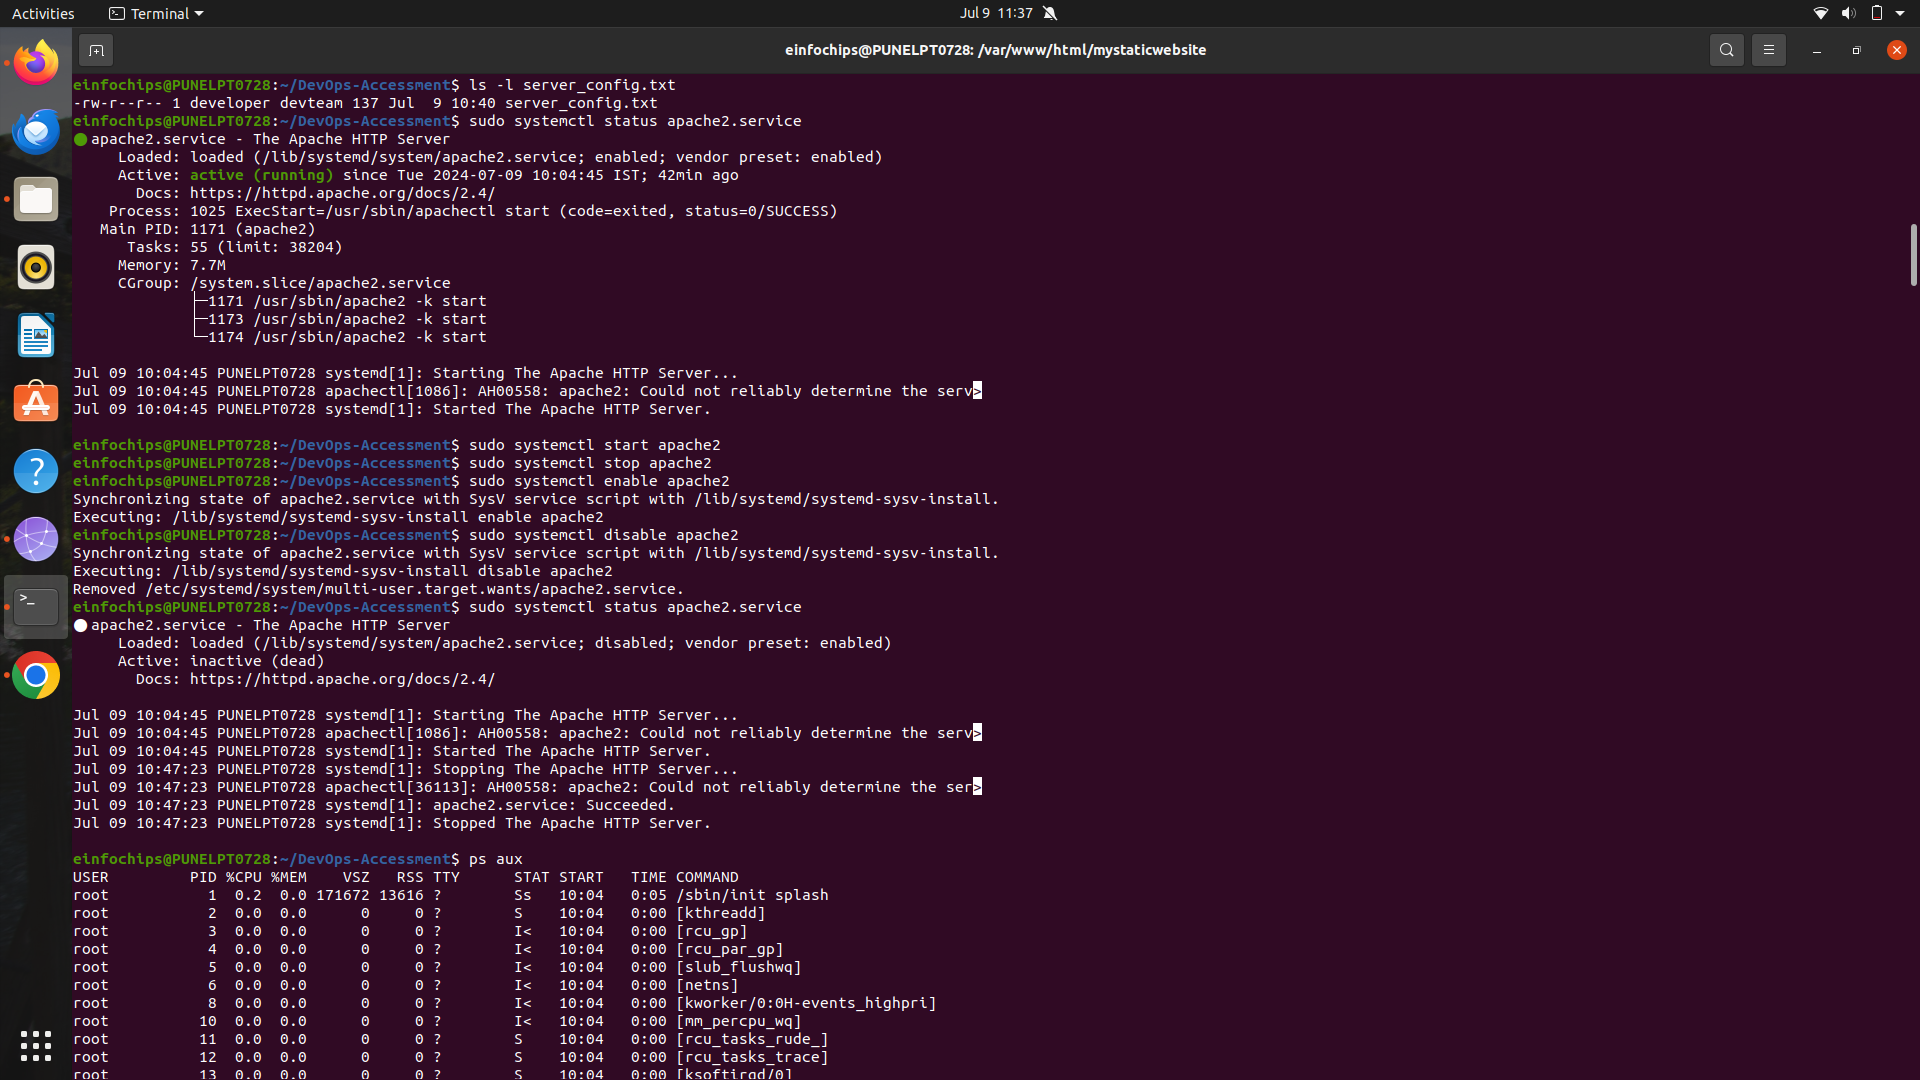 Activities
Terminal
Jul 9 11:37
einfochips@PUNELPT0728: /var/www/html/mystaticwebsite
einfochips@PUNELPT0728:~/DevOps-Accessment$ ls -l server_config.txt
-rw-r--r-- 1 developer devteam 137 Jul  9 10:40 server_config.txt
einfochips@PUNELPT0728:~/DevOps-Accessment$ sudo systemctl status apache2.service
● apache2.service - The Apache HTTP Server
     Loaded: loaded (/lib/systemd/system/apache2.service; enabled; vendor preset: enabled)
     Active: active (running) since Tue 2024-07-09 10:04:45 IST; 42min ago
       Docs: https://httpd.apache.org/docs/2.4/
    Process: 1025 ExecStart=/usr/sbin/apachectl start (code=exited, status=0/SUCCESS)
   Main PID: 1171 (apache2)
      Tasks: 55 (limit: 38204)
     Memory: 7.7M
     CGroup: /system.slice/apache2.service
             ├─1171 /usr/sbin/apache2 -k start
             ├─1173 /usr/sbin/apache2 -k start
             └─1174 /usr/sbin/apache2 -k start
Jul 09 10:04:45 PUNELPT0728 systemd[1]: Starting The Apache HTTP Server...
Jul 09 10:04:45 PUNELPT0728 apachectl[1086]: AH00558: apache2: Could not reliably determine the serv>
Jul 09 10:04:45 PUNELPT0728 systemd[1]: Started The Apache HTTP Server.
einfochips@PUNELPT0728:~/DevOps-Accessment$ sudo systemctl start apache2
einfochips@PUNELPT0728:~/DevOps-Accessment$ sudo systemctl stop apache2
einfochips@PUNELPT0728:~/DevOps-Accessment$ sudo systemctl enable apache2
Synchronizing state of apache2.service with SysV service script with /lib/systemd/systemd-sysv-install.
Executing: /lib/systemd/systemd-sysv-install enable apache2
einfochips@PUNELPT0728:~/DevOps-Accessment$ sudo systemctl disable apache2
Synchronizing state of apache2.service with SysV service script with /lib/systemd/systemd-sysv-install.
Executing: /lib/systemd/systemd-sysv-install disable apache2
Removed /etc/systemd/system/multi-user.target.wants/apache2.service.
einfochips@PUNELPT0728:~/DevOps-Accessment$ sudo systemctl status apache2.service
● apache2.service - The Apache HTTP Server
     Loaded: loaded (/lib/systemd/system/apache2.service; disabled; vendor preset: enabled)
     Active: inactive (dead)
       Docs: https://httpd.apache.org/docs/2.4/
Jul 09 10:04:45 PUNELPT0728 systemd[1]: Starting The Apache HTTP Server...
Jul 09 10:04:45 PUNELPT0728 apachectl[1086]: AH00558: apache2: Could not reliably determine the serv>
Jul 09 10:04:45 PUNELPT0728 systemd[1]: Started The Apache HTTP Server.
Jul 09 10:47:23 PUNELPT0728 systemd[1]: Stopping The Apache HTTP Server...
Jul 09 10:47:23 PUNELPT0728 apachectl[36113]: AH00558: apache2: Could not reliably determine the ser>
Jul 09 10:47:23 PUNELPT0728 systemd[1]: apache2.service: Succeeded.
Jul 09 10:47:23 PUNELPT0728 systemd[1]: Stopped The Apache HTTP Server.
einfochips@PUNELPT0728:~/DevOps-Accessment$ ps aux
USER         PID %CPU %MEM    VSZ   RSS TTY      STAT START   TIME COMMAND
root           1  0.2  0.0 171672 13616 ?        Ss   10:04   0:05 /sbin/init splash
root           2  0.0  0.0      0     0 ?        S    10:04   0:00 [kthreadd]
root           3  0.0  0.0      0     0 ?        I<   10:04   0:00 [rcu_gp]
root           4  0.0  0.0      0     0 ?        I<   10:04   0:00 [rcu_par_gp]
root           5  0.0  0.0      0     0 ?        I<   10:04   0:00 [slub_flushwq]
root           6  0.0  0.0      0     0 ?        I<   10:04   0:00 [netns]
root           8  0.0  0.0      0     0 ?        I<   10:04   0:00 [kworker/0:0H-events_highpri]
root          10  0.0  0.0      0     0 ?        I<   10:04   0:00 [mm_percpu_wq]
root          11  0.0  0.0      0     0 ?        S    10:04   0:00 [rcu_tasks_rude_]
root          12  0.0  0.0      0     0 ?        S    10:04   0:00 [rcu_tasks_trace]
root          13  0.0  0.0      0     0 ?        S    10:04   0:00 [ksoftirqd/0]